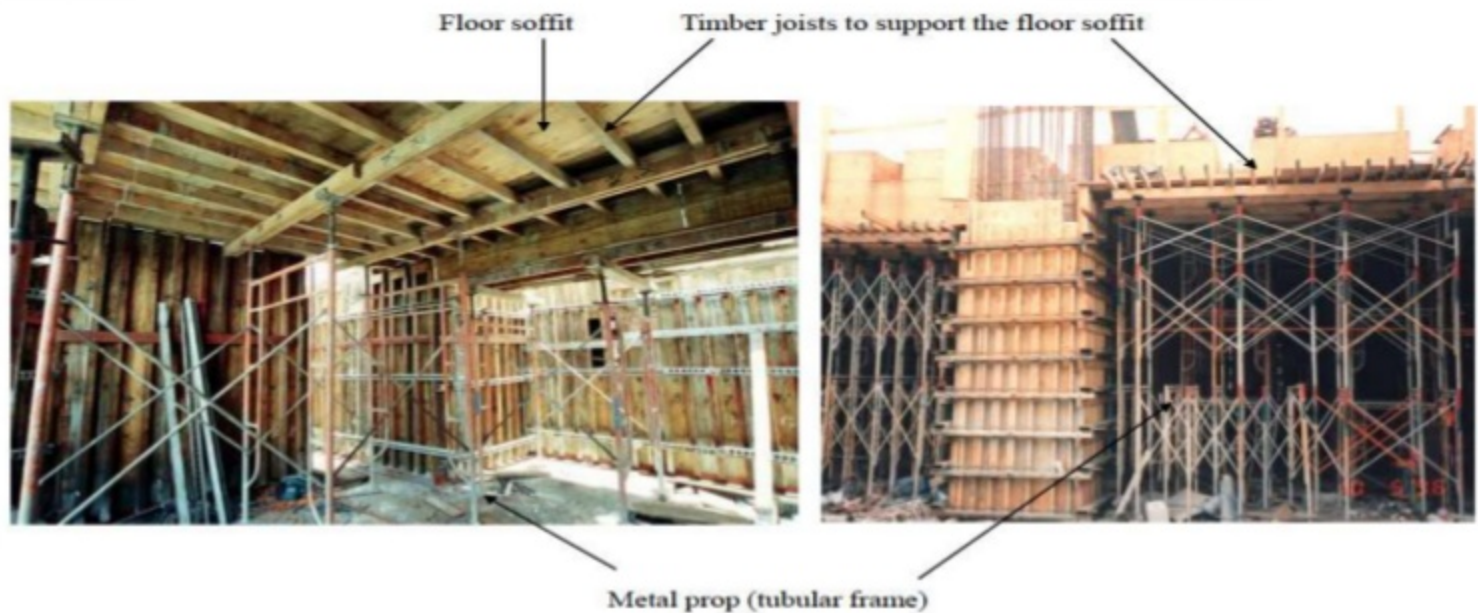 Floor soffit
Timber joists to support the floor soffit
Metal prop (tubular frame)